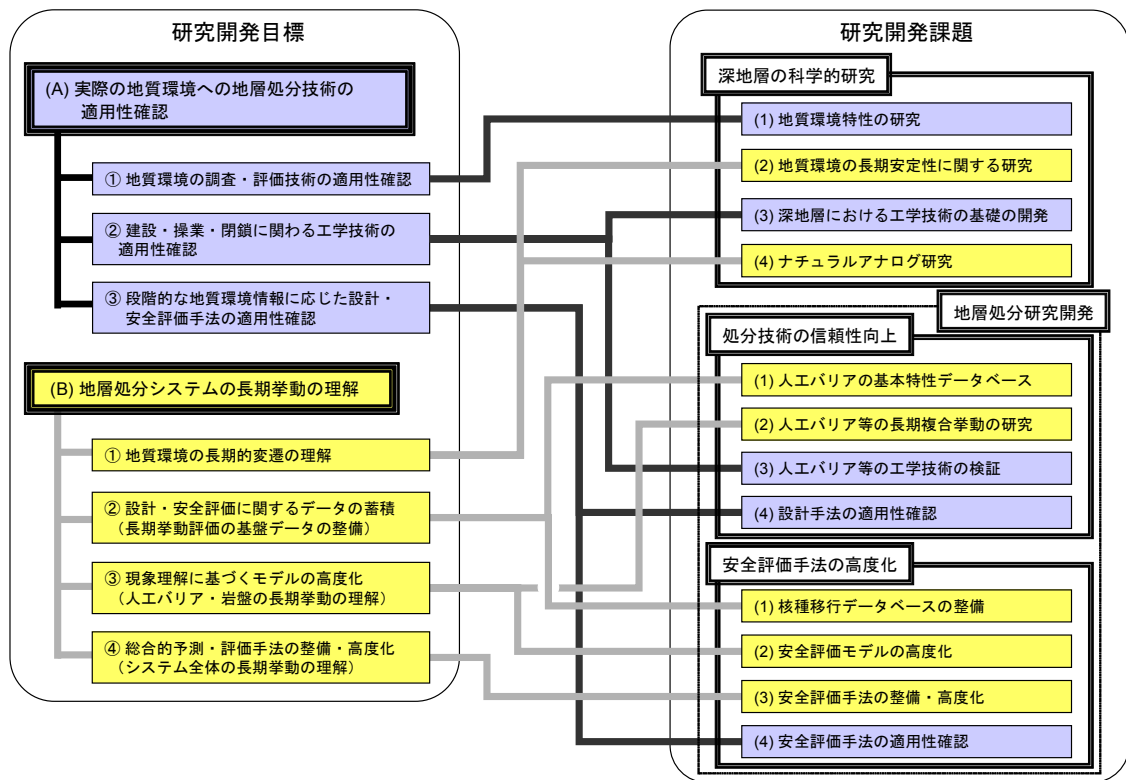 研究開発目標
(A) 実際の地質環境への地層処分技術の
適用性確認
① 地質環境の調査・評価技術の適用性確認
② 建設・操業・閉鎖に関わる工学技術の
適用性確認
③ 段階的な地質環境情報に応じた設計・
安全評価手法の適用性確認
(B) 地層処分システムの長期挙動の理解
① 地質環境の長期的変遷の理解
② 設計・安全評価に関するデータの蓄積
（長期挙動評価の基盤データの整備）
③ 現象理解に基づくモデルの高度化
（人工バリア・岩盤の長期挙動の理解）
④ 総合的予測・評価手法の整備・高度化
（システム全体の長期挙動の理解）
研究開発課題
深地層の科学的研究
(1) 地質環境特性の研究
(2) 地質環境の長期安定性に関する研究
(3) 深地層における工学技術の基礎の開発
(4) ナチュラルアナログ研究
地層処分研究開発
処分技術の信頼性向上
(1) 人工バリアの基本特性データベース
(2) 人工バリア等の長期複合挙動の研究
(3) 人工バリア等の工学技術の検証
(4) 設計手法の適用性確認
安全評価手法の高度化
(1) 核種移行データベースの整備
(2) 安全評価モデルの高度化
(3) 安全評価手法の整備・高度化
(4) 安全評価手法の適用性確認